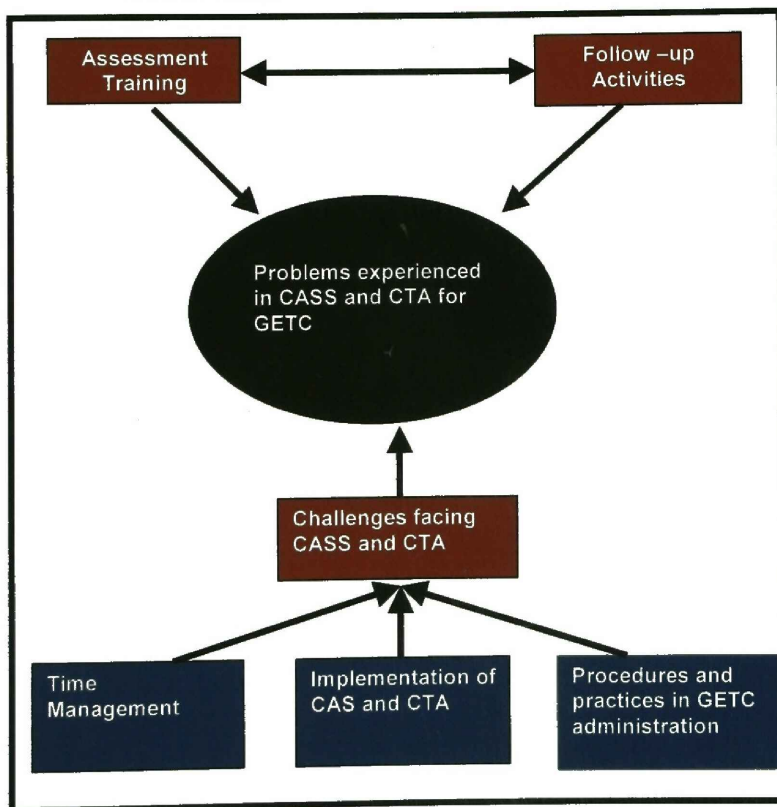 Assessment
Training
Follow –up
Activities
Problems experienced
in CASS and CTA for
GETC
Challenges facing
CASS and CTA
Time
Management
Implementation of
CAS and CTA
Procedures and
practices in GETC
administration